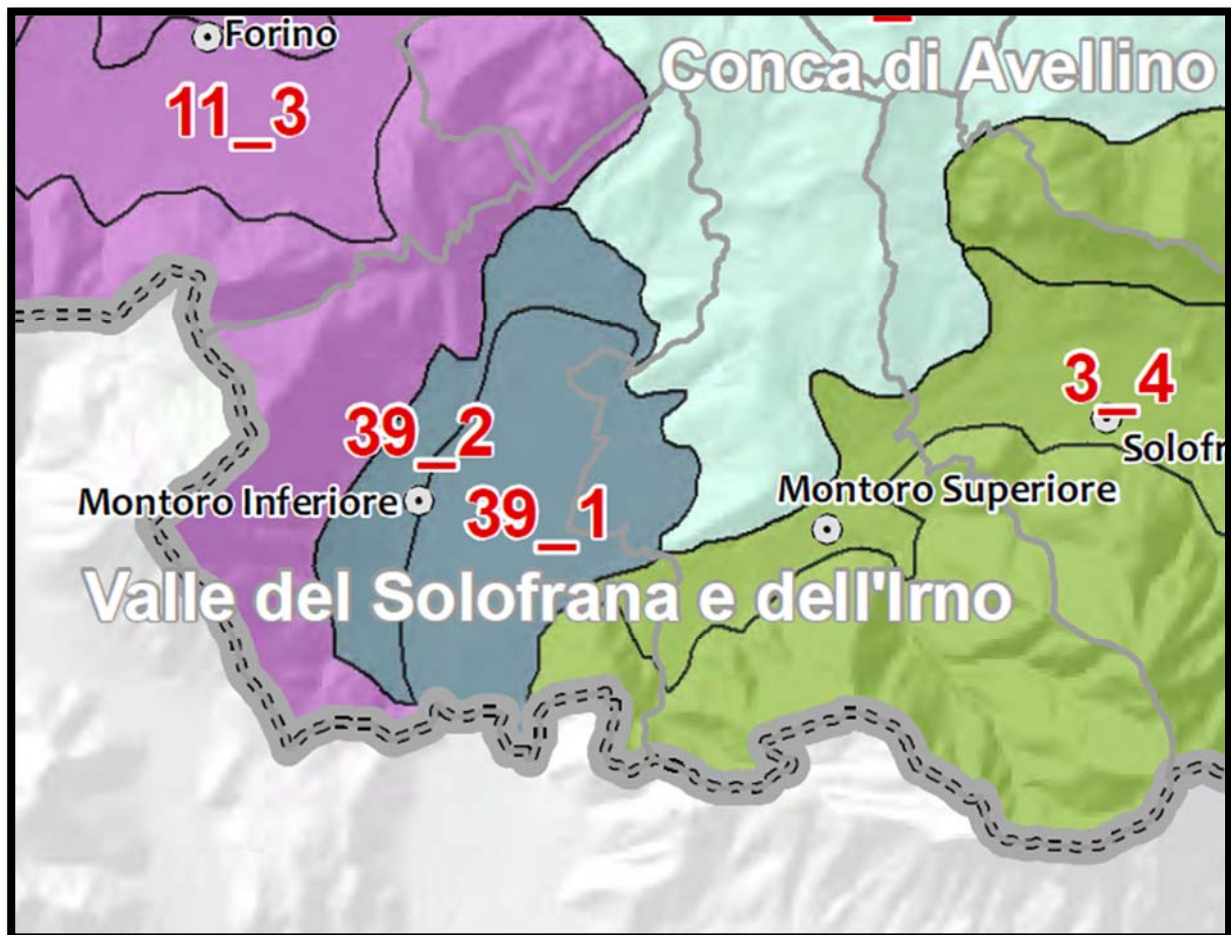 Forino
Conca di Avellino
11_3
3_4
Solofr
39_2
Montoro Superiore
Montoro Inferiore
39_1
Valle del Solofrana e dell'Irno